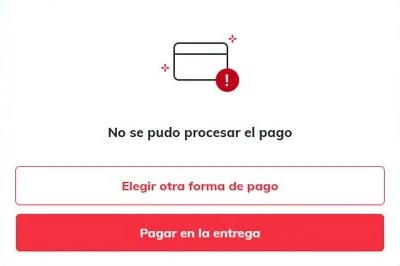 No se pudo procesar el pago
Elegir otra forma de pago
Pagar en la entrega